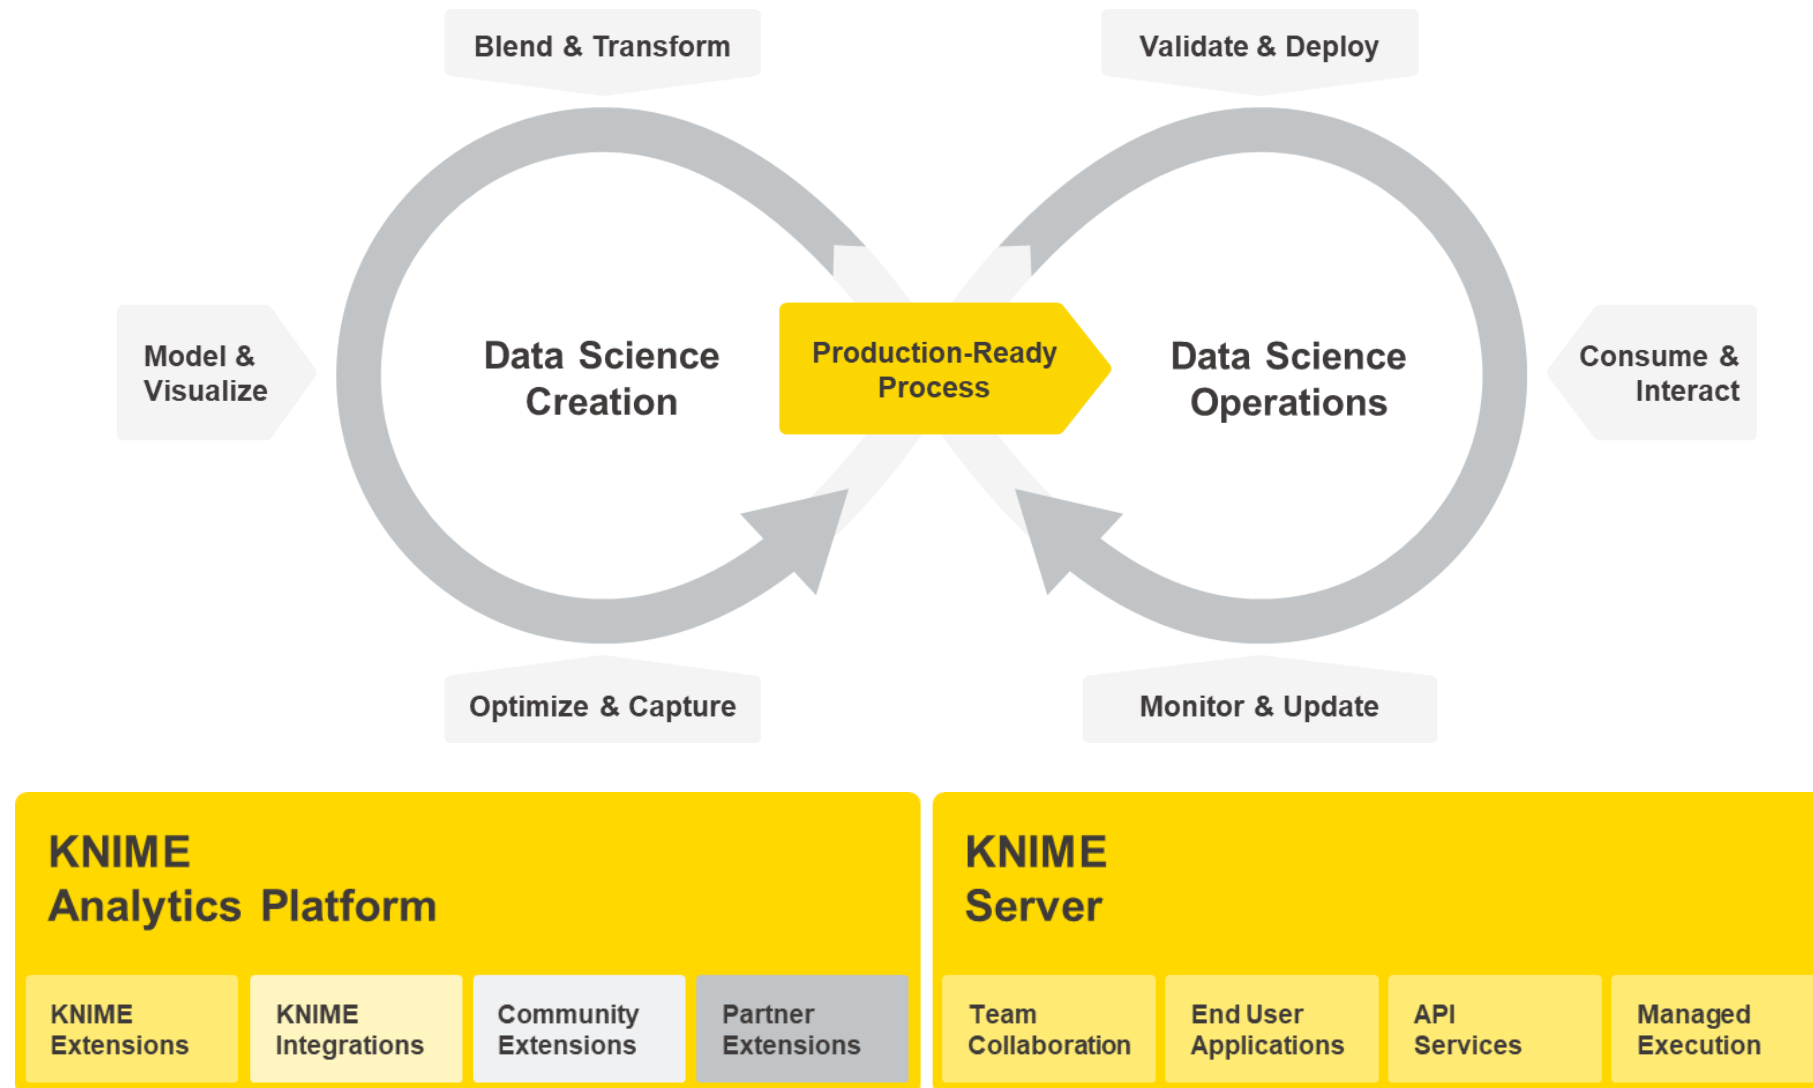 Blend & Transform
Validate & Deploy
Model &
Visualize
Data Science
Creation
Production-Ready
Process
Data Science
Operations
Consume &
Interact
Optimize & Capture
Monitor & Update
KNIME
Analytics Platform
KNIME
Extensions
KNIME
Integrations
Community
Extensions
Partner
Extensions
KNIME
Server
Team
Collaboration
End User
Applications
API
Services
Managed
Execution